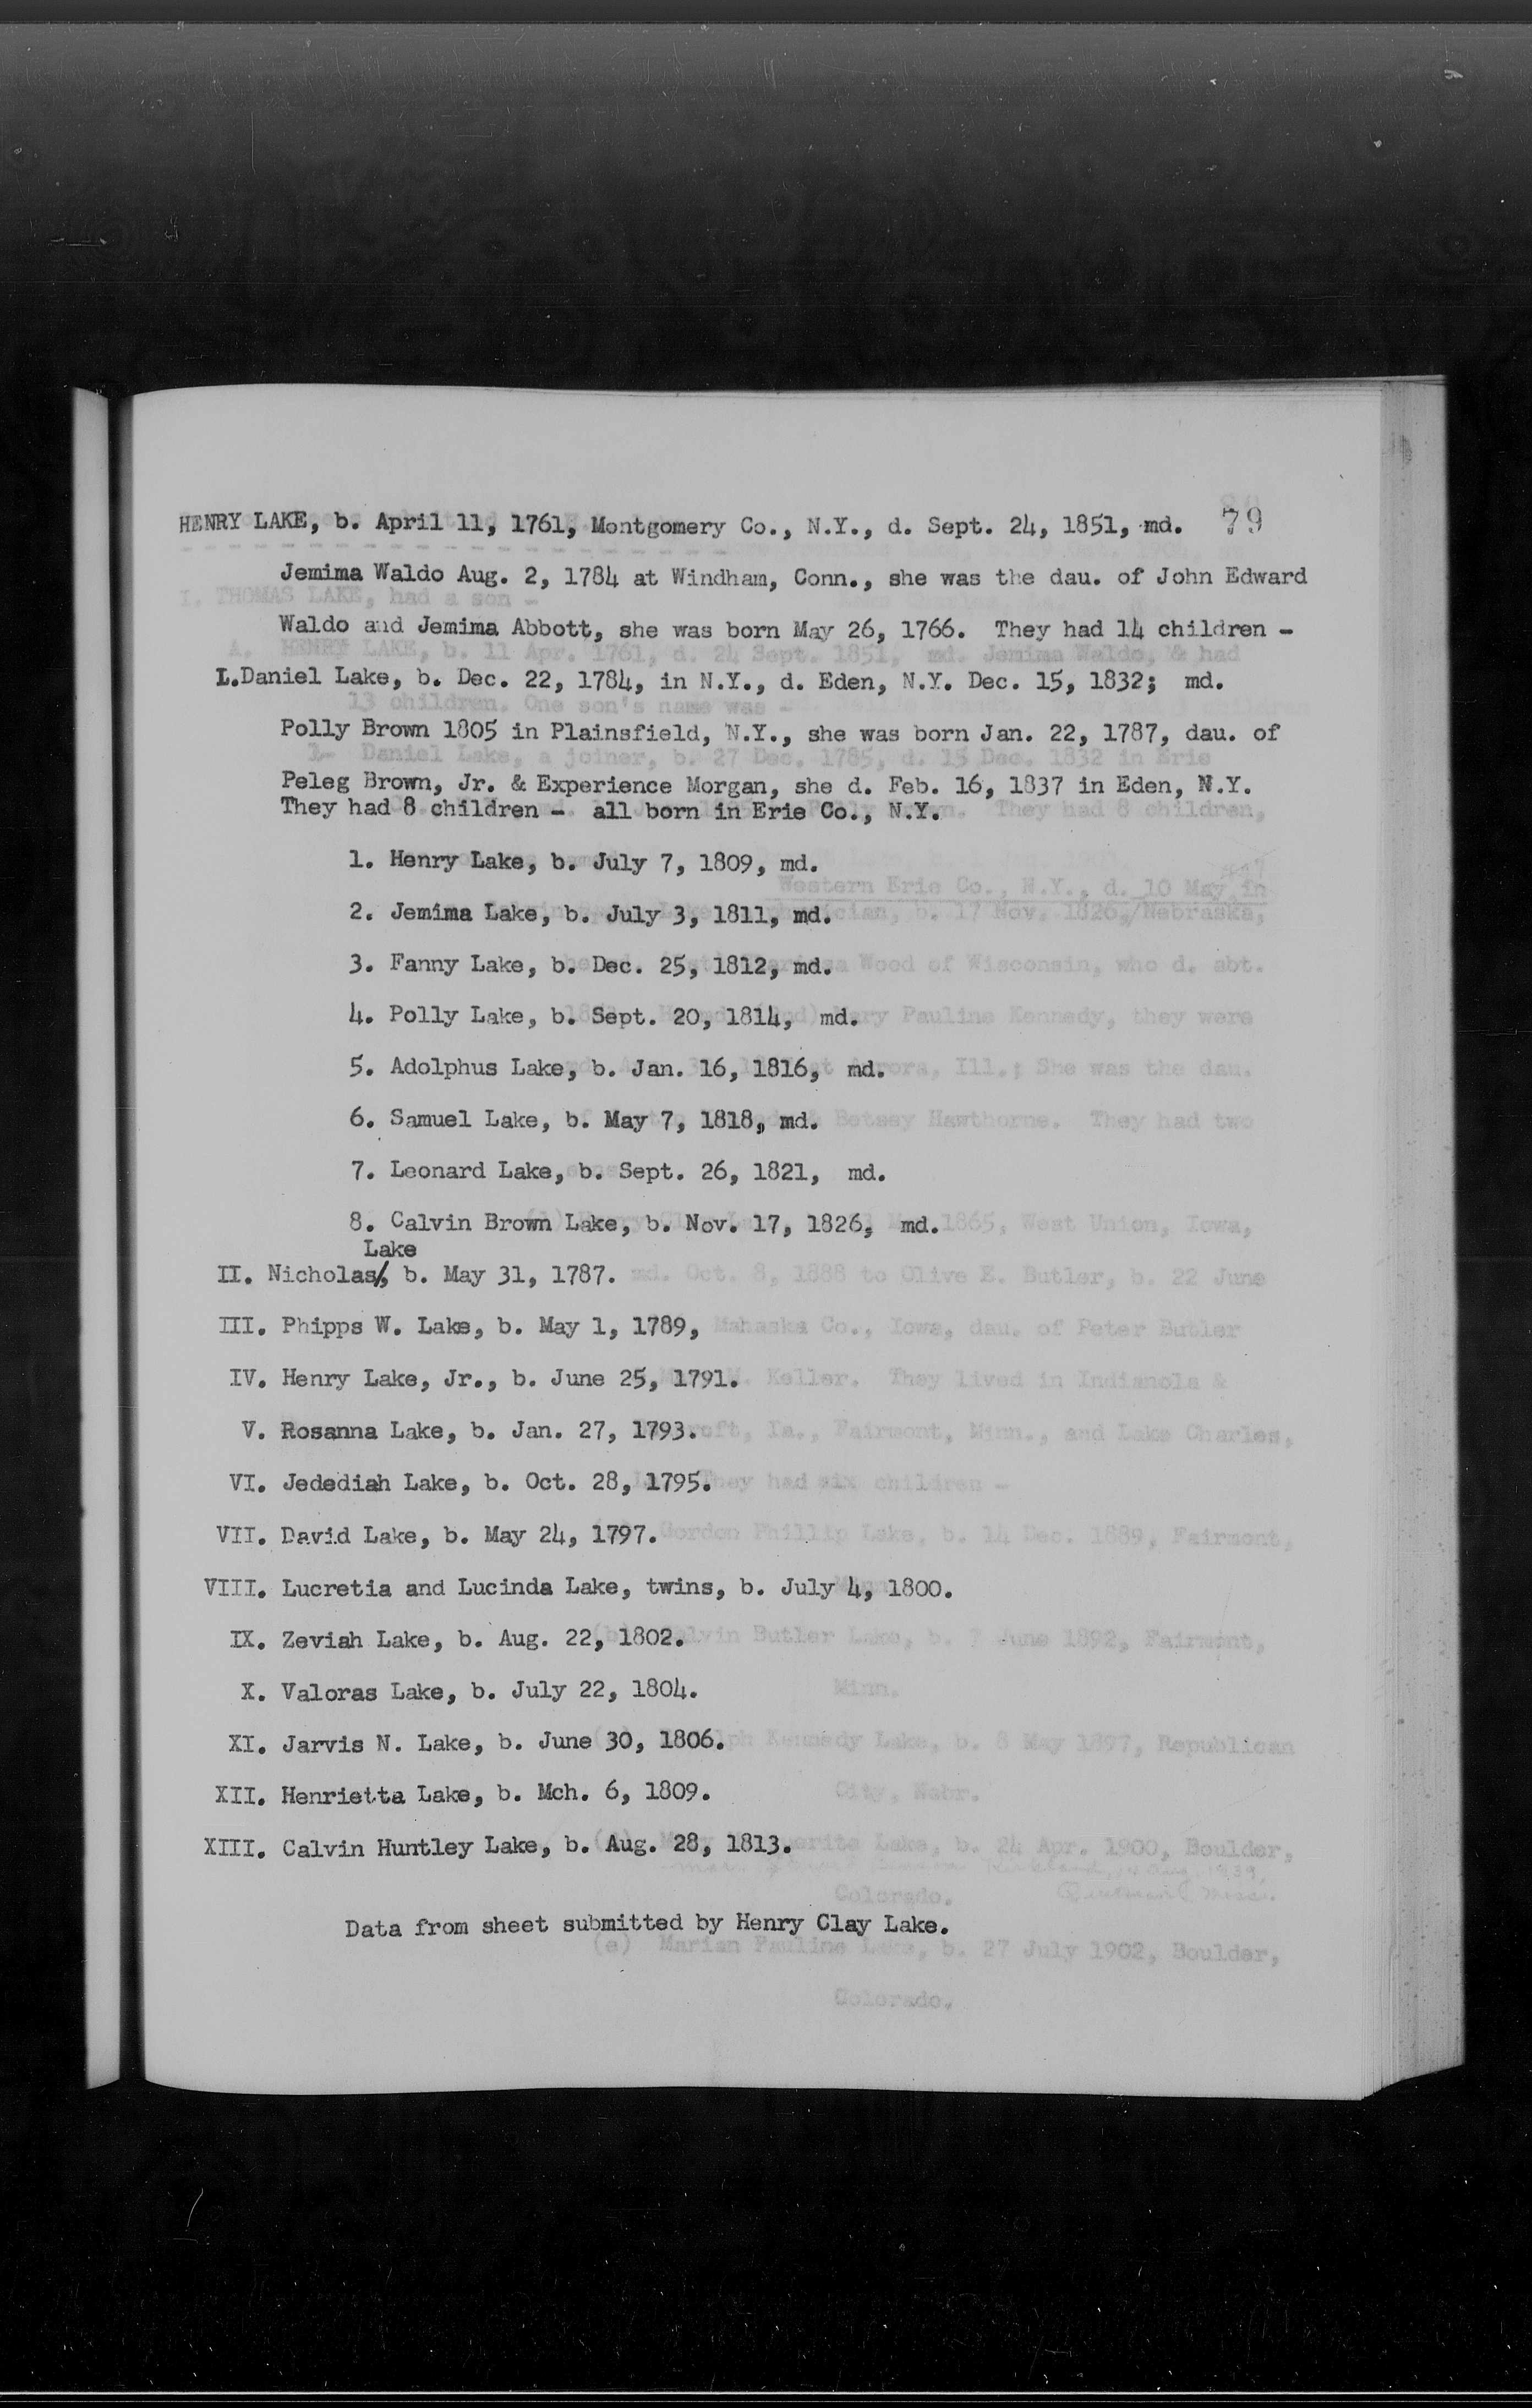 HENRY LAKE, b. April 11, 1761, Montgomery Co., N.Y., d. Sept. 24, 1851, md. 79
Jemima Waldo Aug. 2, 1784 at Windham, Conn., she was the dau. of John Edward
Waldo and Jemima Abbott, she was born May 26, 1766. They had 14 children -
I.Daniel Lake, b. Dec. 22, 1784, in N.Y., d. Eden, N.Y. Dec. 15, 1832; md.
Polly Brown 1805 in Plainsfield, N.Y., she was born Jan. 22, 1787, dau. of
Peleg Brown, Jr. & Experience Morgan, she d. Feb. 16, 1837 in Eden, N.Y.
They had 8 children - all born in Erie Co., N.Y.
1. Henry Lake, b. July 7, 1809, md.
2. Jemima Lake, b. July 3, 1811, md.
3. Fanny Lake, b. Dec. 25, 1812, md.
4. Polly Lake, b. Sept. 20, 1814, md.
5. Adolphus Lake, b. Jan. 16, 1816, md.
6. Samuel Lake, b. May 7, 1818, md.
7. Leonard Lake, b. Sept. 26, 1821, md.
8. Calvin Brown Lake, b. Nov. 17, 1826, md.
Lake
II. Nicholas/, b. May 31, 1787.
III. Phipps W. Lake, b. May 1, 1789,
IV. Henry Lake, Jr., b. June 25, 1791.
V. Rosanna Lake, b. Jan. 27, 1793.
VI. Jedediah Lake, b. Oct. 28, 1795.
VII. David Lake, b. May 24, 1797.
VIII. Lucretia and Lucinda Lake, twins, b. July 4, 1800.
IX. Zeviah Lake, b. Aug. 22, 1802.
X. Valoras Lake, b. July 22, 1804.
XI. Jarvis N. Lake, b. June 30, 1806.
XII. Henrietta Lake, b. Mch. 6, 1809.
XIII. Calvin Huntley Lake, b. Aug. 28, 1813.
Data from sheet submitted by Henry Clay Lake.